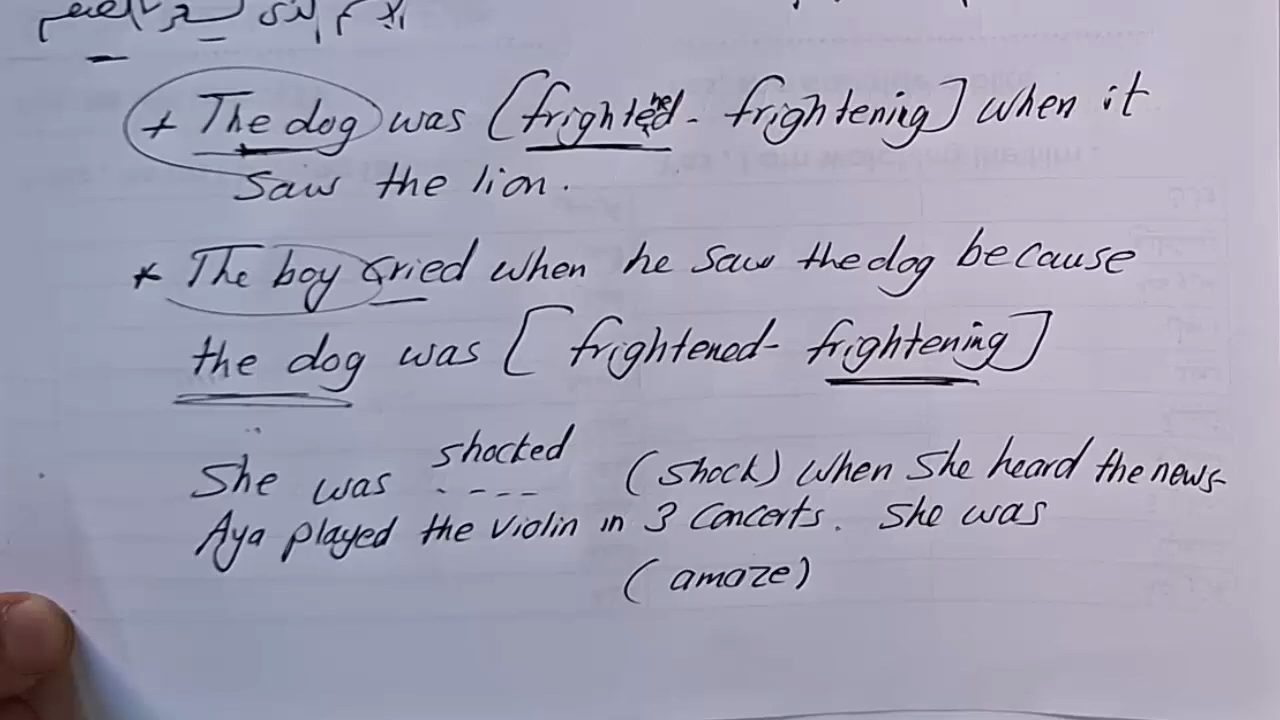 + The dog was [frightened - frightening] when it
saw the lion.
* The boy cried when he saw the dog because
the dog was [frightened - frightening]
She was shocked (shock) when she heard the news-
Aya played the violin in 3 concerts. She was
(amaze)